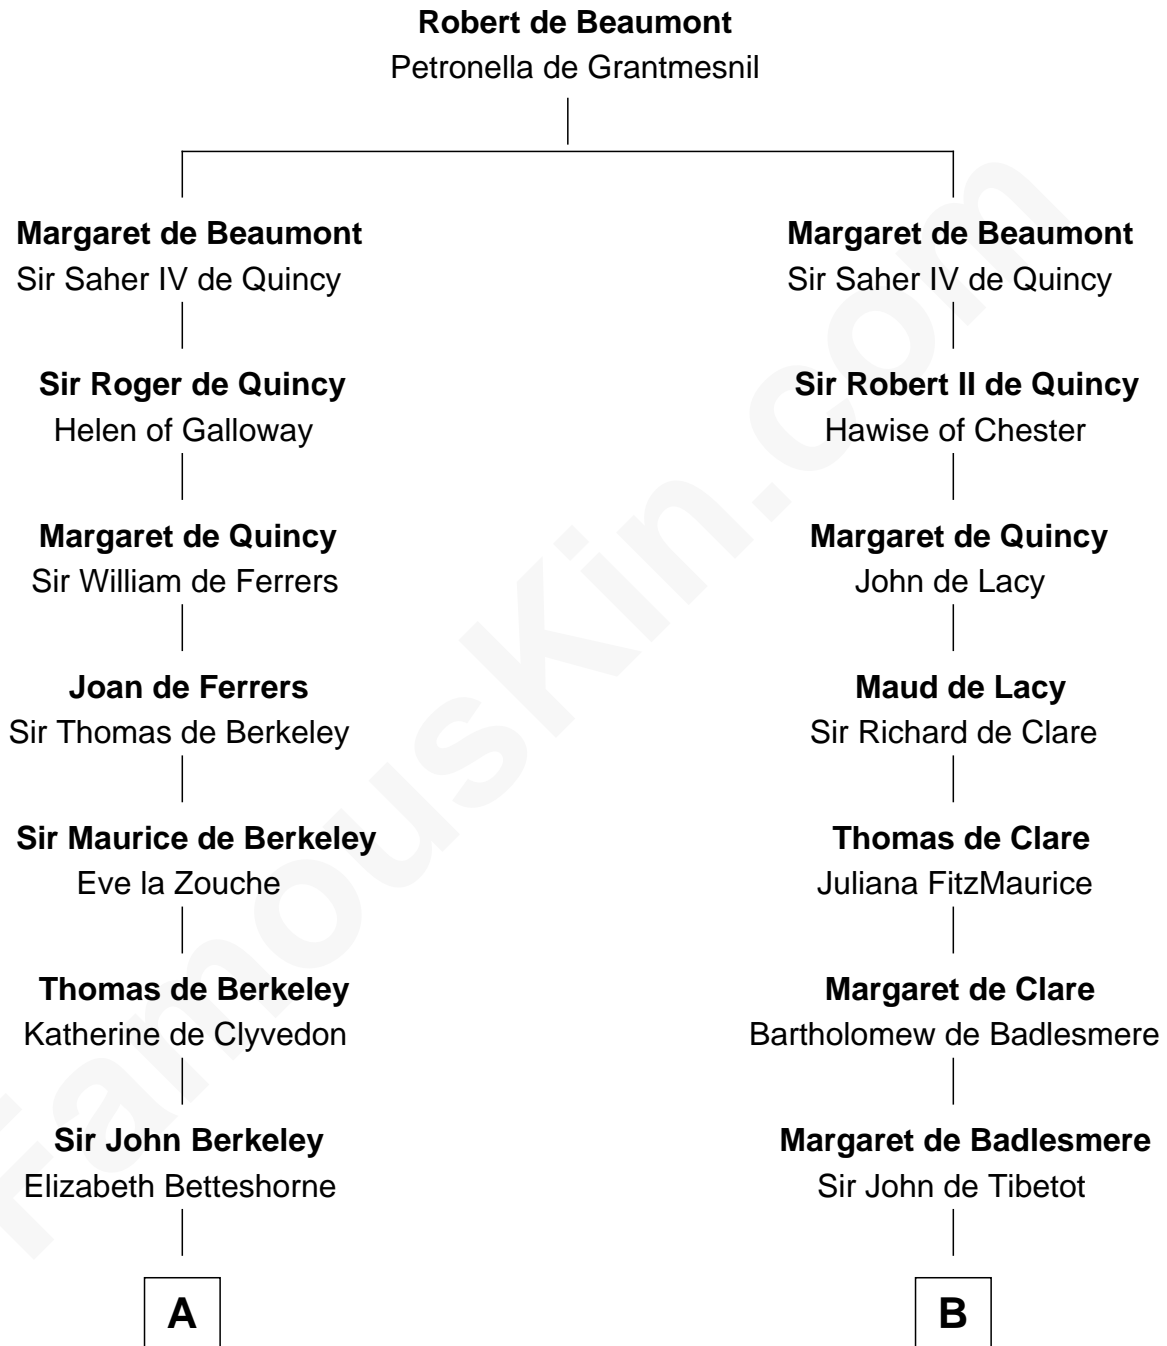 Robert de Beaumont
Petronella de Grantmesnil
Margaret de Beaumont
Sir Saher IV de Quincy
Margaret de Beaumont
Sir Saher IV de Quincy
Sir Roger de Quincy
Helen of Galloway
Sir Robert II de Quincy
Hawise of Chester
Margaret de Quincy
Sir William de Ferrers
Margaret de Quincy
John de Lacy
Joan de Ferrers
Sir Thomas de Berkeley
Maud de Lacy
Sir Richard de Clare
Sir Maurice de Berkeley
Eve la Zouche
Thomas de Clare
Juliana FitzMaurice
Thomas de Berkeley
Katherine de Clyvedon
Margaret de Clare
Bartholomew de Badlesmere
Sir John Berkeley
Elizabeth Betteshorne
Margaret de Badlesmere
Sir John de Tibetot
A
B
FamousKin.com